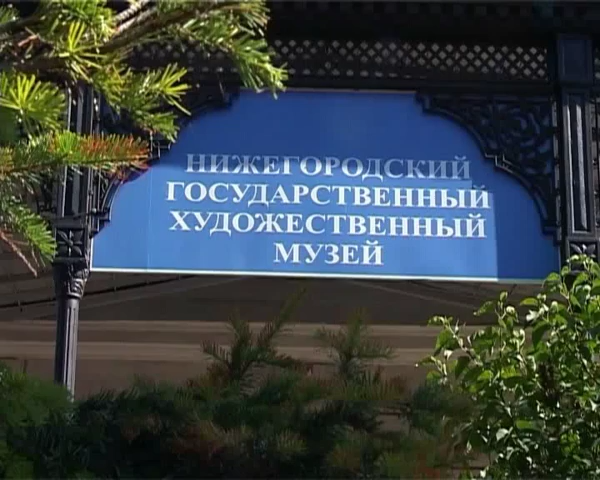 НИЖЕГОРОДСКИЙ
ГОСУДАРСТВЕННЫЙ
ХУДОЖЕСТВЕННЫЙ
МУЗЕЙ